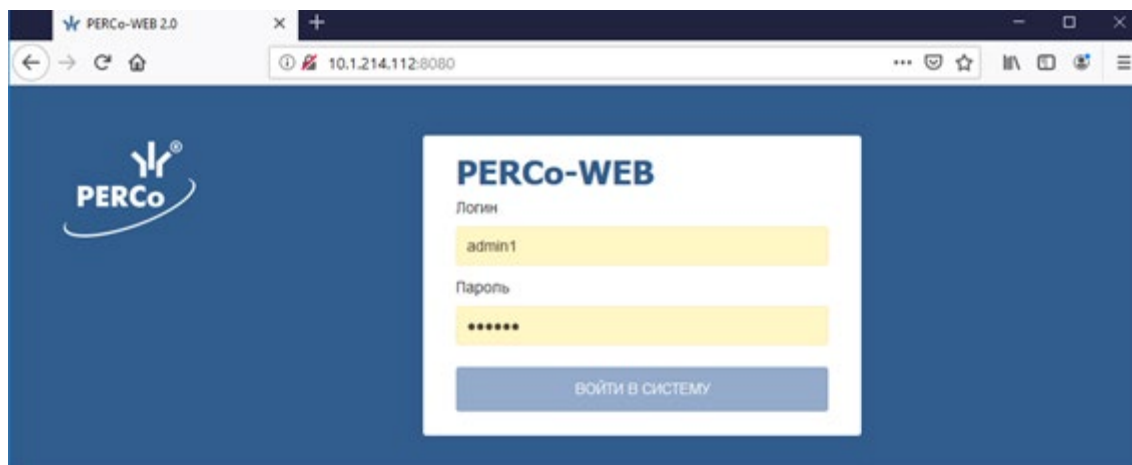 PERCo-WEB 2.0
10.1.214.112:8080
PERCo®
PERCo-WEB
Логин
admin1
Пароль
••••••
ВОЙТИ В СИСТЕМУ